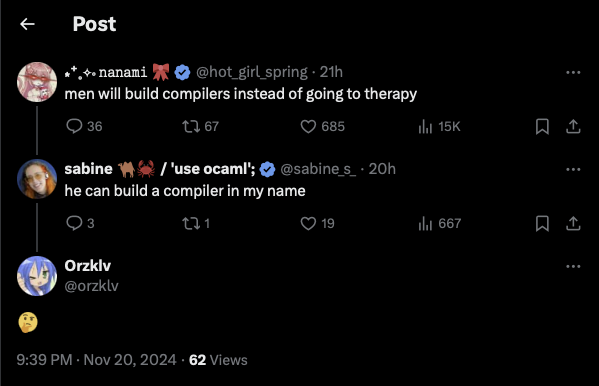 ← Post
⋆⁺₊✧ nanami 🎀 @hot_girl_spring · 21h
men will build compilers instead of going to therapy
36 67 685 15K
sabine 🐫🦀 / 'use ocaml'; @sabine_s_ · 20h
he can build a compiler in my name
3 1 19 667
Orzklv
@orzklv
🤔
9:39 PM · Nov 20, 2024 · 62 Views